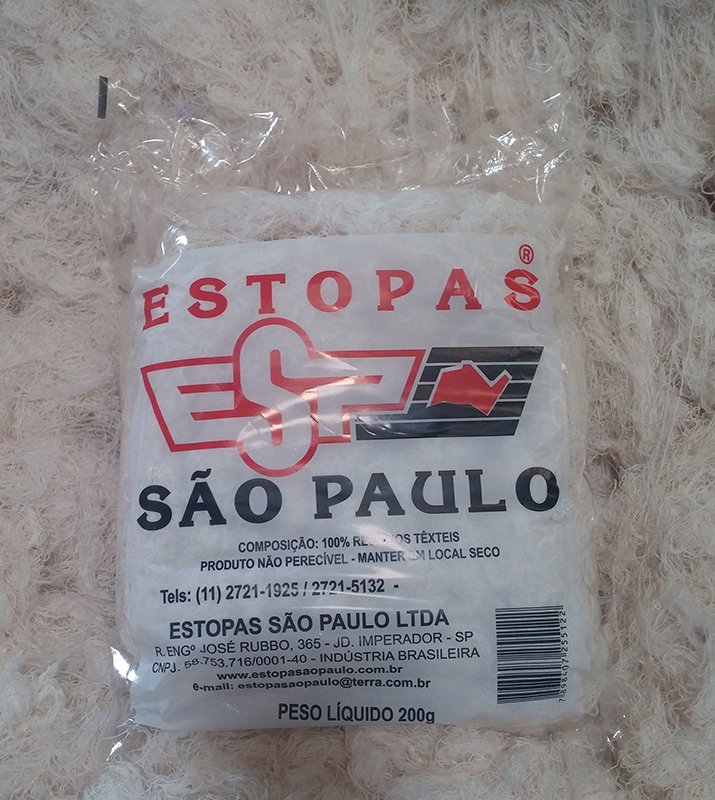 ESTOPAS®
ESP
SÃO PAULO
COMPOSIÇÃO: 100% RESÍDUOS TÊXTEIS
PRODUTO NÃO PERECÍVEL - MANTER EM LOCAL SECO
Tels: (11) 2721-1925 / 2721-5132 -
ESTOPAS SÃO PAULO LTDA
R. ENGº JOSÉ RUBBO, 365 - JD. IMPERADOR - SP
CNPJ. 58.753.716/0001-40 - INDÚSTRIA BRASILEIRA
www.estopasaopaulo.com.br
e-mail: estopasaopaulo@terra.com.br
PESO LÍQUIDO 200g
7898407255122